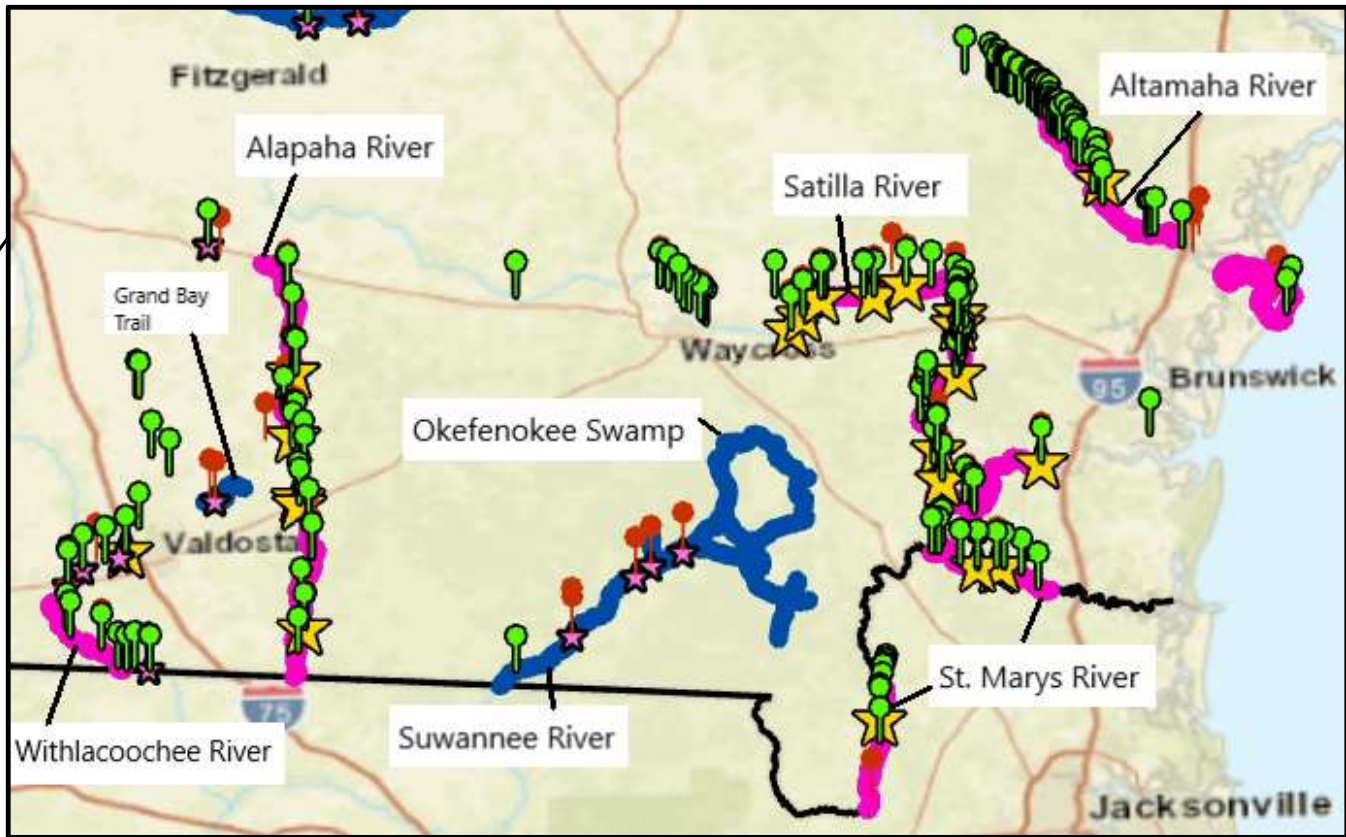 Fitzgerald
Altamaha River
Alapaha River
Satilla River
Grand Bay
Trail
Waycross
95
Brunswick
Okefenokee Swamp
Valdosta
St. Marys River
75
Withlacoochee River
Suwannee River
Jacksonville